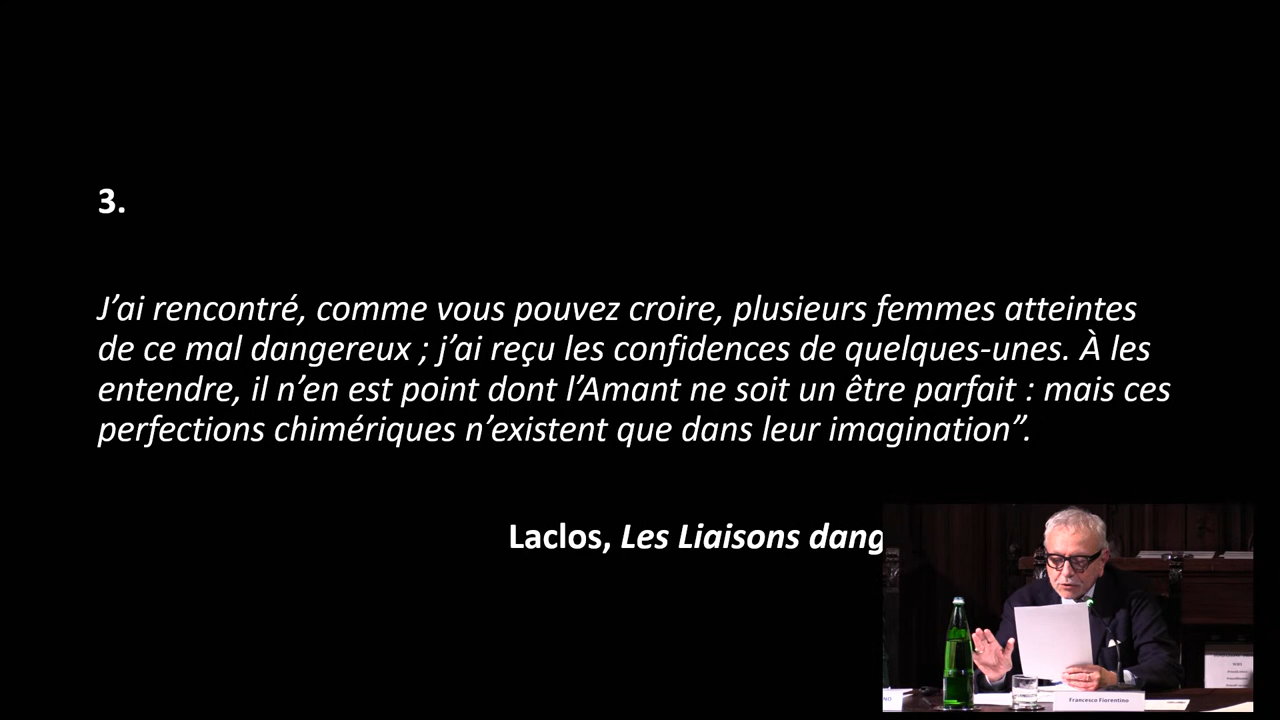 3.
J’ai rencontré, comme vous pouvez croire, plusieurs femmes atteintes
de ce mal dangereux ; j’ai reçu les confidences de quelques-unes. À les
entendre, il n’en est point dont l’Amant ne soit un être parfait : mais ces
perfections chimériques n’existent que dans leur imagination”.
Laclos, Les Liaisons dang
NO
Francesco Fiorentino